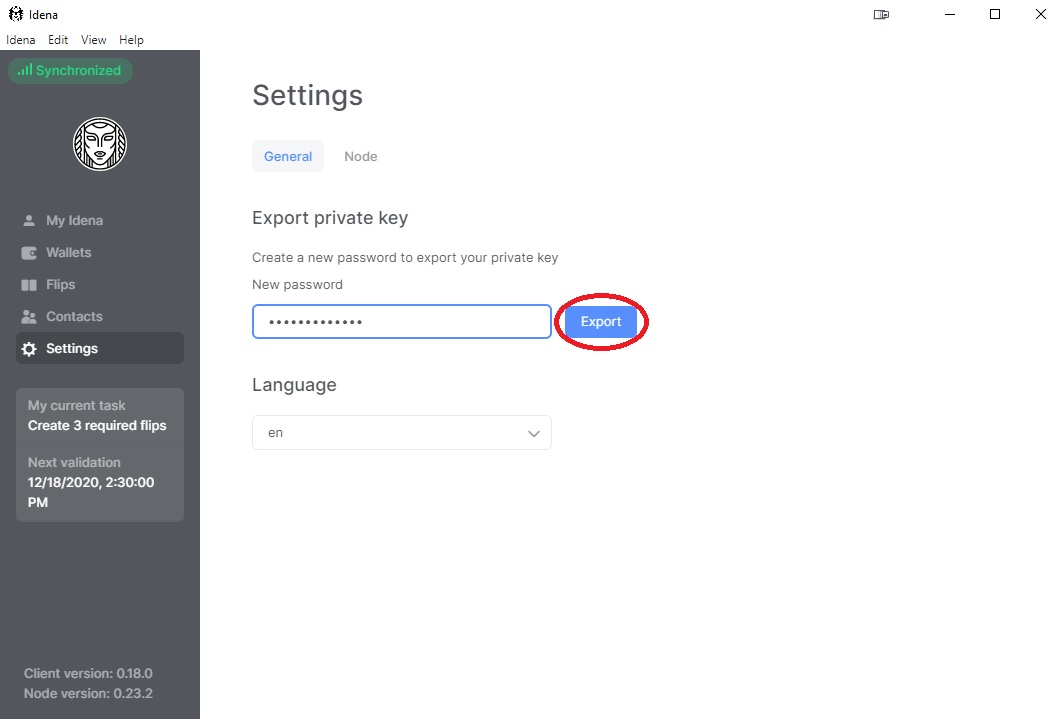 Idena
Idena Edit View Help
Synchronized
My Idena
Wallets
Flips
Contacts
Settings
My current task
Create 3 required flips
Next validation
12/18/2020, 2:30:00
PM
Client version: 0.18.0
Node version: 0.23.2
Settings
General Node
Export private key
Create a new password to export your private key
New password
•••••••••••••
Export
Language
en